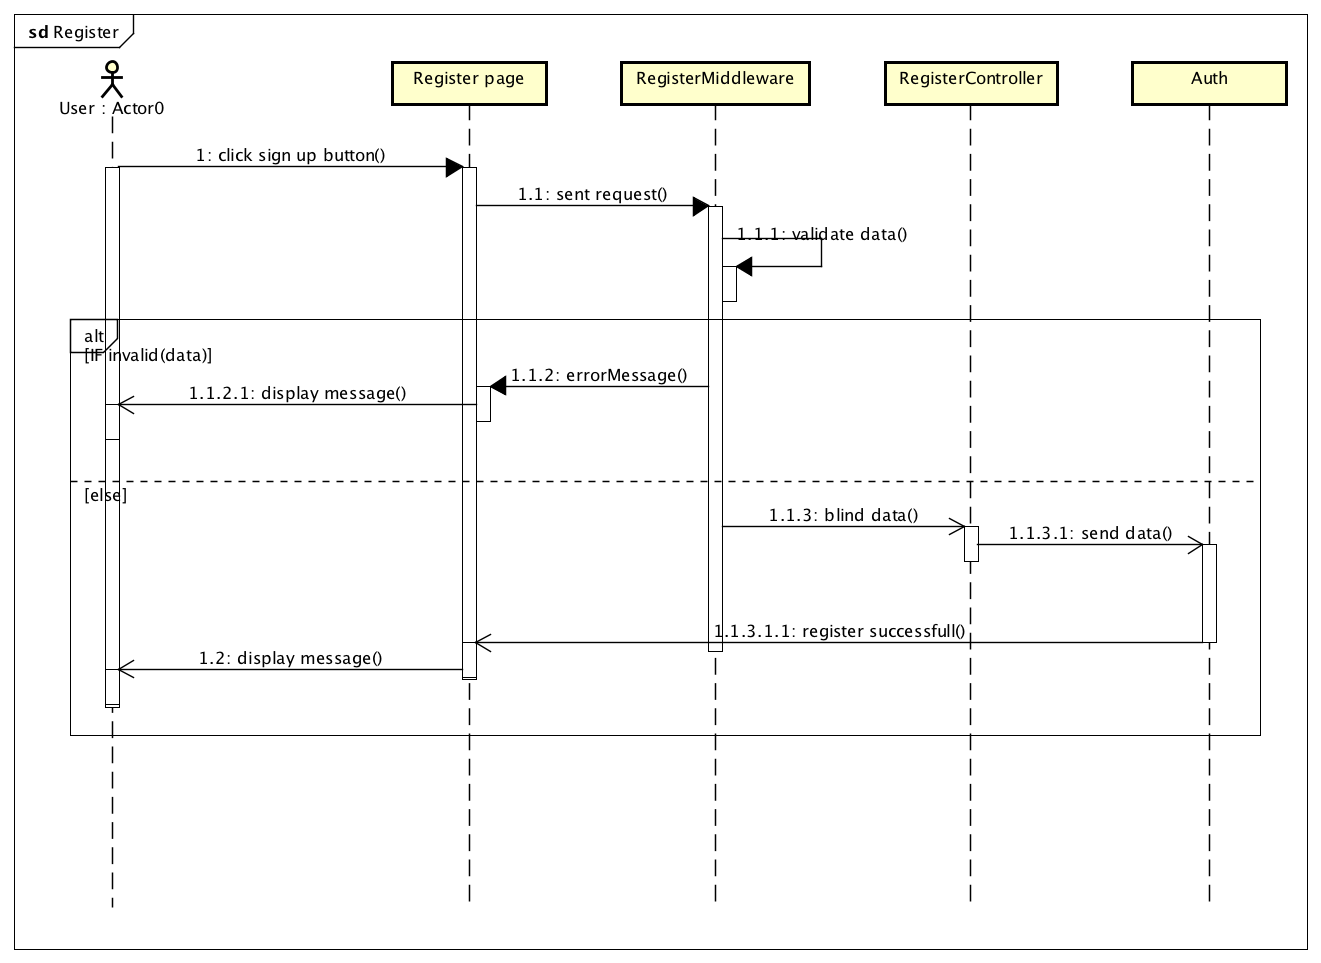 sd Register
User : Actor0
Register page
RegisterMiddleware
RegisterController
Auth
1: click sign up button()
1.1: sent request()
1.1.1: validate data()
alt
[IF invalid(data)]
1.1.2: errorMessage()
1.1.2.1: display message()
[else]
1.1.3: blind data()
1.1.3.1: send data()
1.1.3.1.1: register successfull()
1.2: display message()